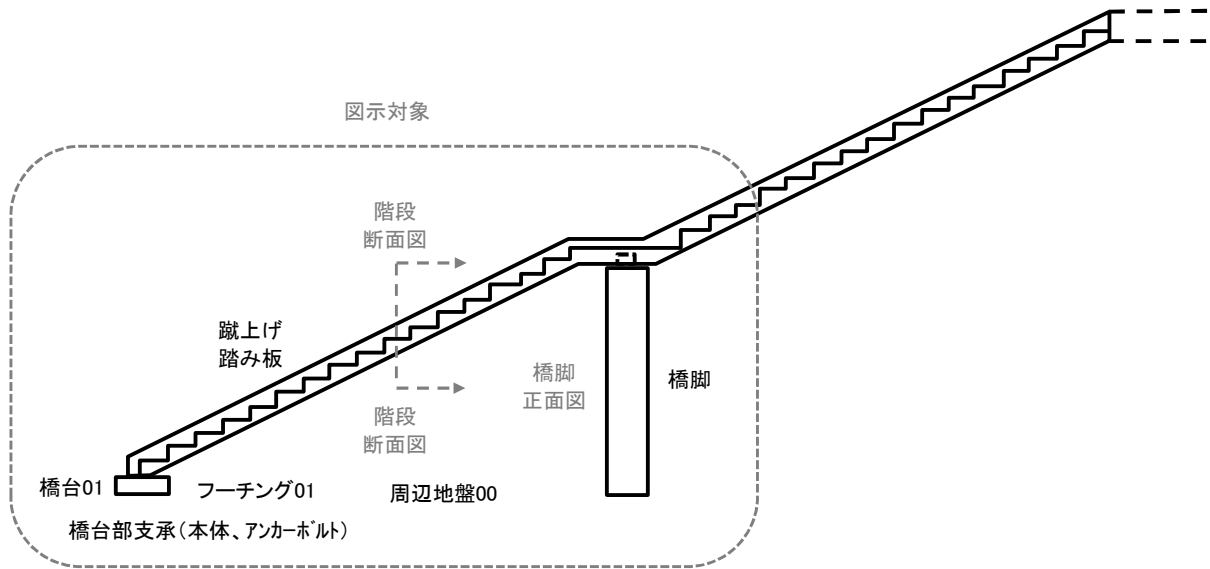 図示対象
階段
断面図
蹴上げ
踏み板
橋脚
正面図
橋脚
階段
断面図
橋台01
フーチング01
周辺地盤00
橋台部支承(本体、アンカーボルト)